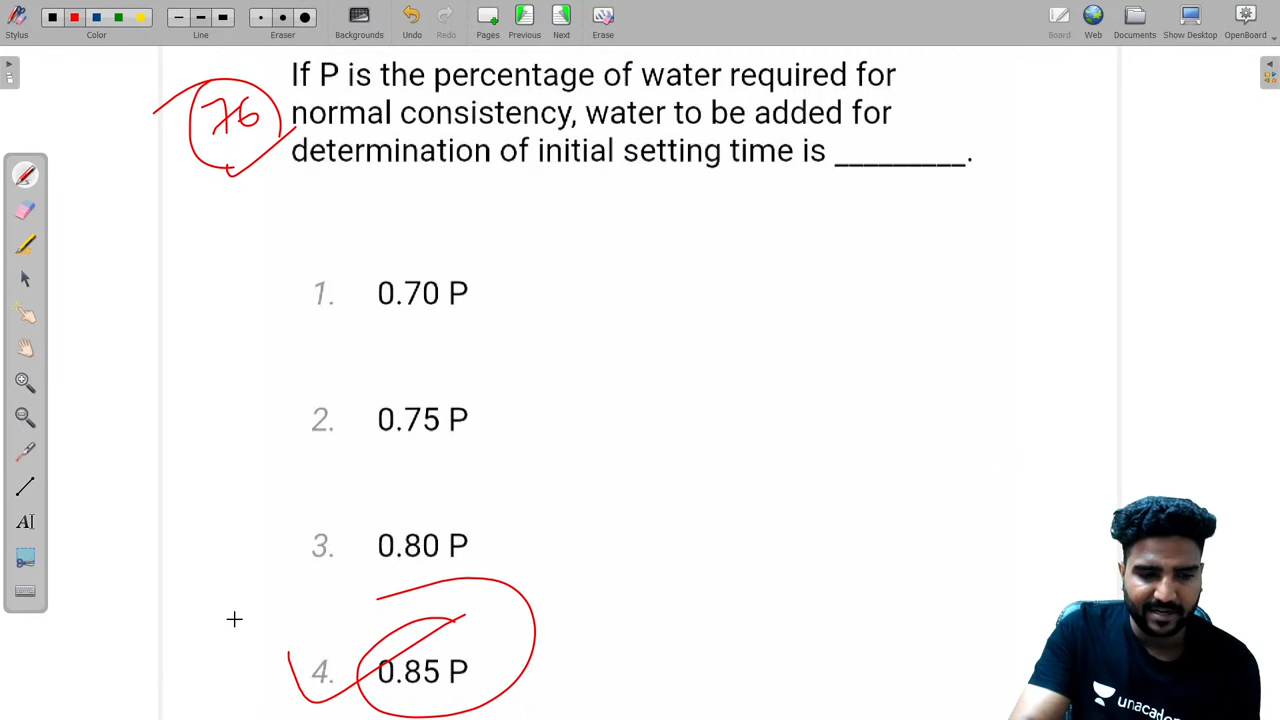 Stylus
Color
Line
Eraser
Backgrounds
Undo
Redo
Pages
Previous
Next
Erase
Board
Web
Documents
Show Desktop
OpenBoard
76
If P is the percentage of water required for
normal consistency, water to be added for
determination of initial setting time is _________.
1. 0.70 P
2. 0.75 P
3. 0.80 P
4. 0.85 P
AI